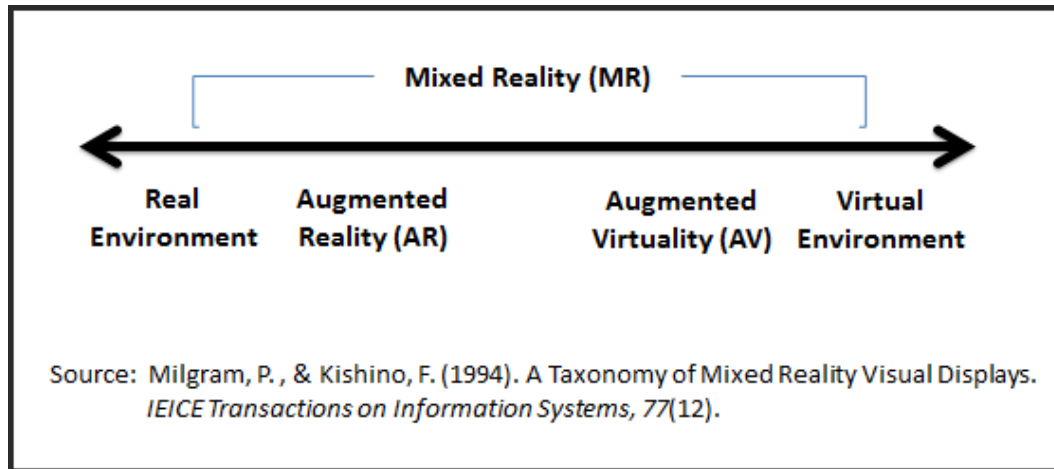 Mixed Reality (MR)
Real Environment
Augmented Reality (AR)
Augmented Virtuality (AV)
Virtual Environment
Source: Milgram, P. , & Kishino, F. (1994). A Taxonomy of Mixed Reality Visual Displays.
IEICE Transactions on Information Systems, 77(12).